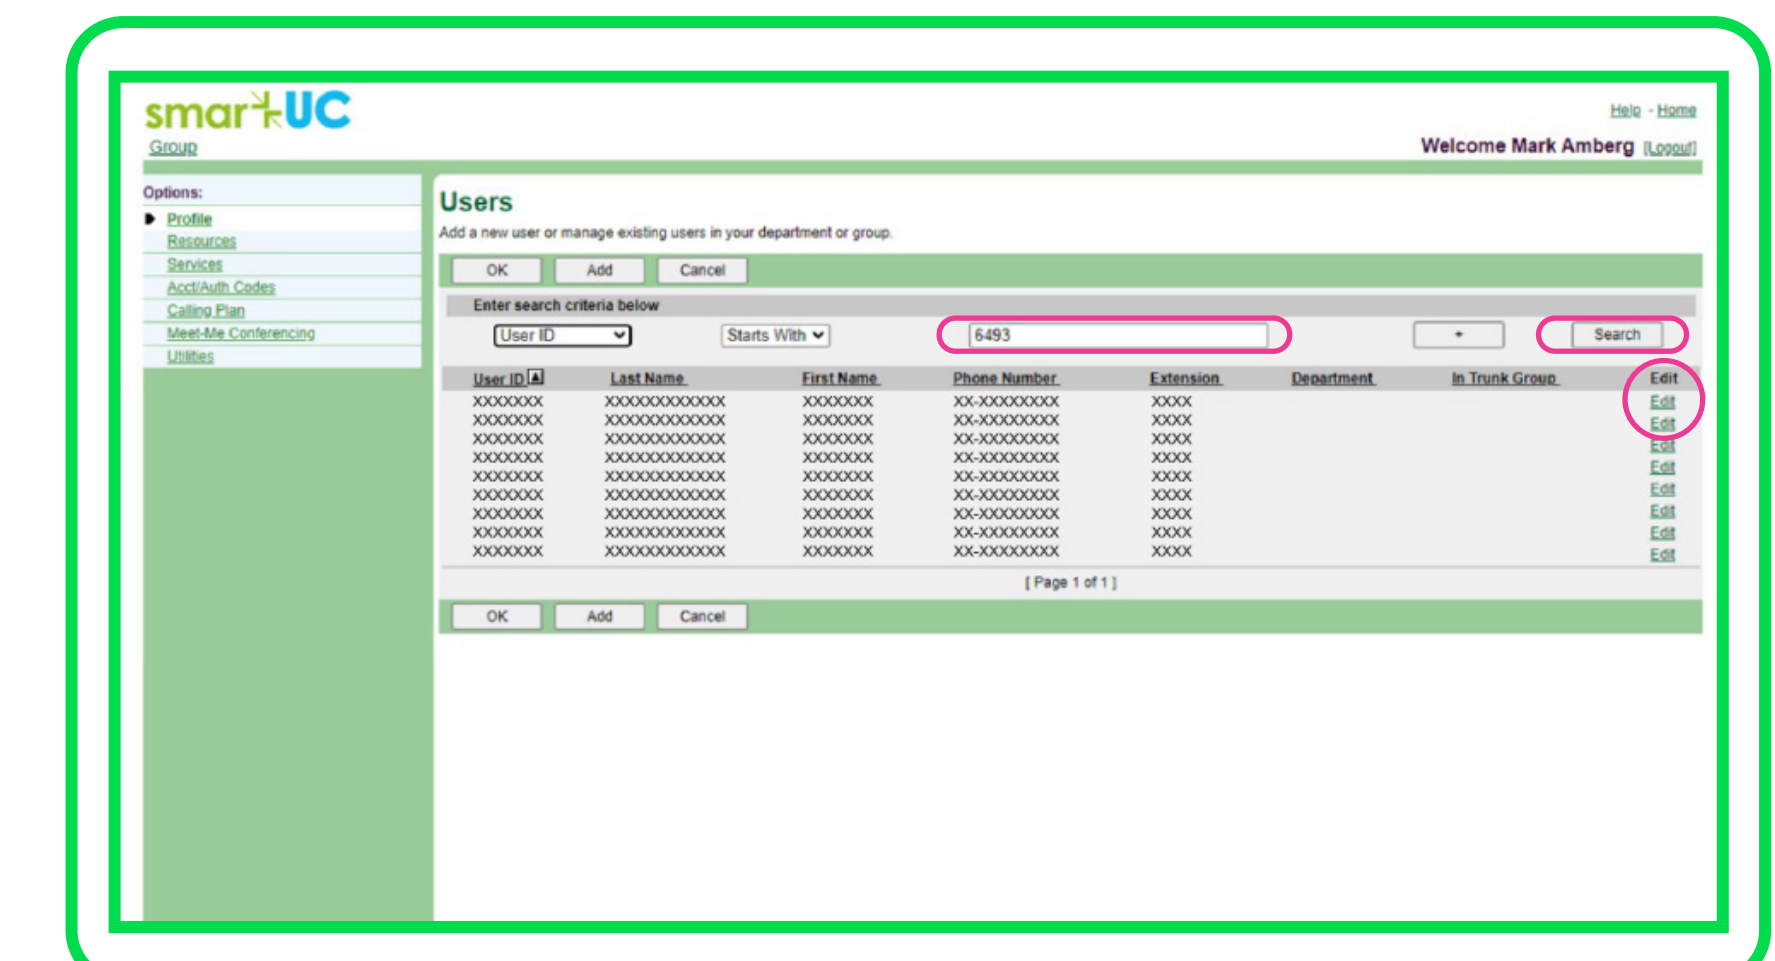 smartUC
Help - Home
Group
Welcome Mark Amberg [Logout]
Options:
Profile
Resources
Services
Acct/Auth Codes
Calling Plan
Meet-Me Conferencing
Utilities
Users
Add a new user or manage existing users in your department or group.
OK Add Cancel
Enter search criteria below
User ID Starts With 6493 + Search
User ID Last Name First Name Phone Number Extension Department In Trunk Group Edit
XXXXXXX XXXXXXXXXXXX XXXXXXX XX-XXXXXXXX XXXX Edit
XXXXXXX XXXXXXXXXXXX XXXXXXX XX-XXXXXXXX XXXX Edit
XXXXXXX XXXXXXXXXXXX XXXXXXX XX-XXXXXXXX XXXX Edit
XXXXXXX XXXXXXXXXXXX XXXXXXX XX-XXXXXXXX XXXX Edit
XXXXXXX XXXXXXXXXXXX XXXXXXX XX-XXXXXXXX XXXX Edit
XXXXXXX XXXXXXXXXXXX XXXXXXX XX-XXXXXXXX XXXX Edit
XXXXXXX XXXXXXXXXXXX XXXXXXX XX-XXXXXXXX XXXX Edit
XXXXXXX XXXXXXXXXXXX XXXXXXX XX-XXXXXXXX XXXX Edit
XXXXXXX XXXXXXXXXXXX XXXXXXX XX-XXXXXXXX XXXX
[ Page 1 of 1 ]
OK Add Cancel